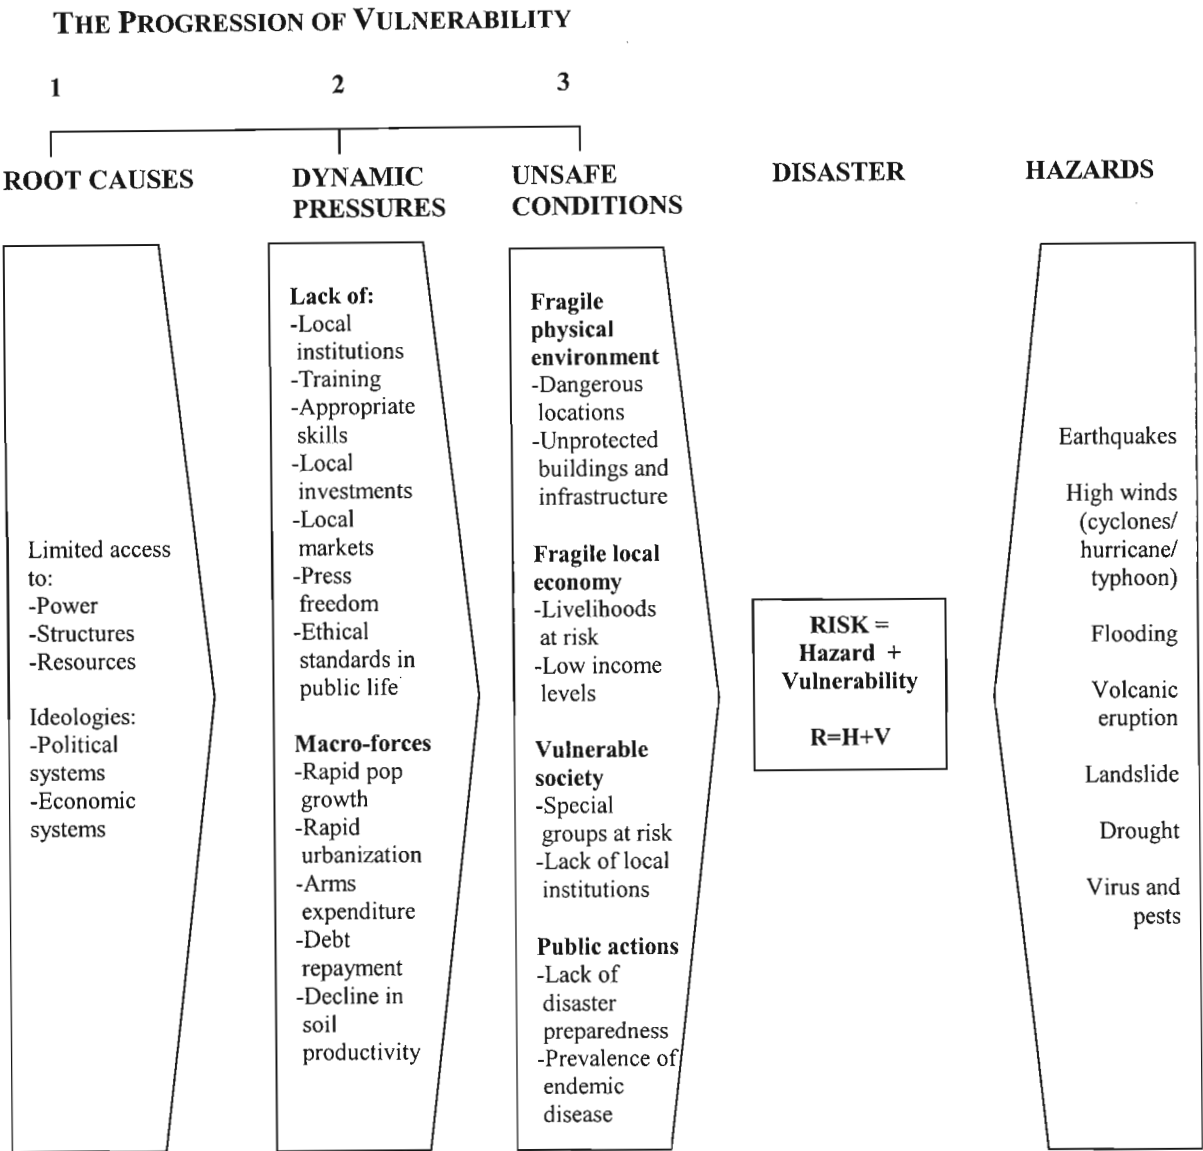 THE PROGRESSION OF VULNERABILITY
1
2
3
ROOT CAUSES
DYNAMIC
PRESSURES
UNSAFE
CONDITIONS
DISASTER
HAZARDS
Limited access
to:
-Power
-Structures
-Resources
Ideologies:
-Political
systems
-Economic
systems
Lack of:
-Local
institutions
-Training
-Appropriate
skills
-Local
investments
-Local
markets
-Press
freedom
-Ethical
standards in
public life
Macro-forces
-Rapid pop
growth
-Rapid
urbanization
-Arms
expenditure
-Debt
repayment
-Decline in
soil
productivity
Fragile
physical
environment
-Dangerous
locations
-Unprotected
buildings and
infrastructure
Fragile local
economy
-Livelihoods
at risk
-Low income
levels
Vulnerable
society
-Special
groups at risk
-Lack of local
institutions
Public actions
-Lack of
disaster
preparedness
-Prevalence of
endemic
disease
RISK =
Hazard +
Vulnerability
R=H+V
Earthquakes
High winds
(cyclones/
hurricane/
typhoon)
Flooding
Volcanic
eruption
Landslide
Drought
Virus and
pests